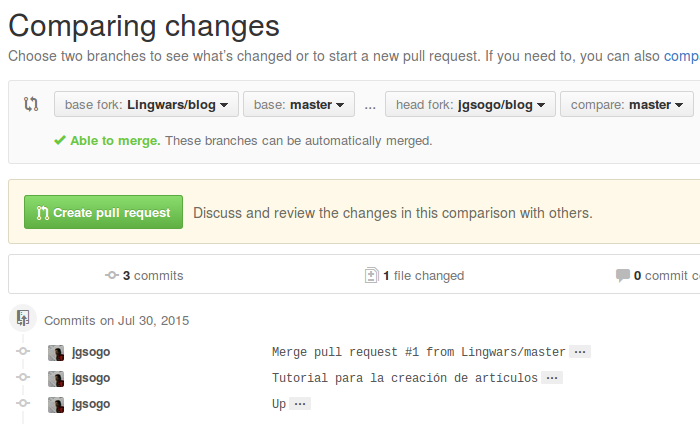 Comparing changes
Choose two branches to see what's changed or to start a new pull request. If you need to, you can also
base fork: Lingwars/blog base: master ... head fork: jgsogo/blog compare: master
Able to merge. These branches can be automatically merged.
Create pull request Discuss and review the changes in this comparison with others.
3 commits 1 file changed 0 commit
Commits on Jul 30, 2015
jgsogo Merge pull request #1 from Lingwars/master ...
jgsogo Tutorial para la creación de artículos ...
jgsogo Up ...